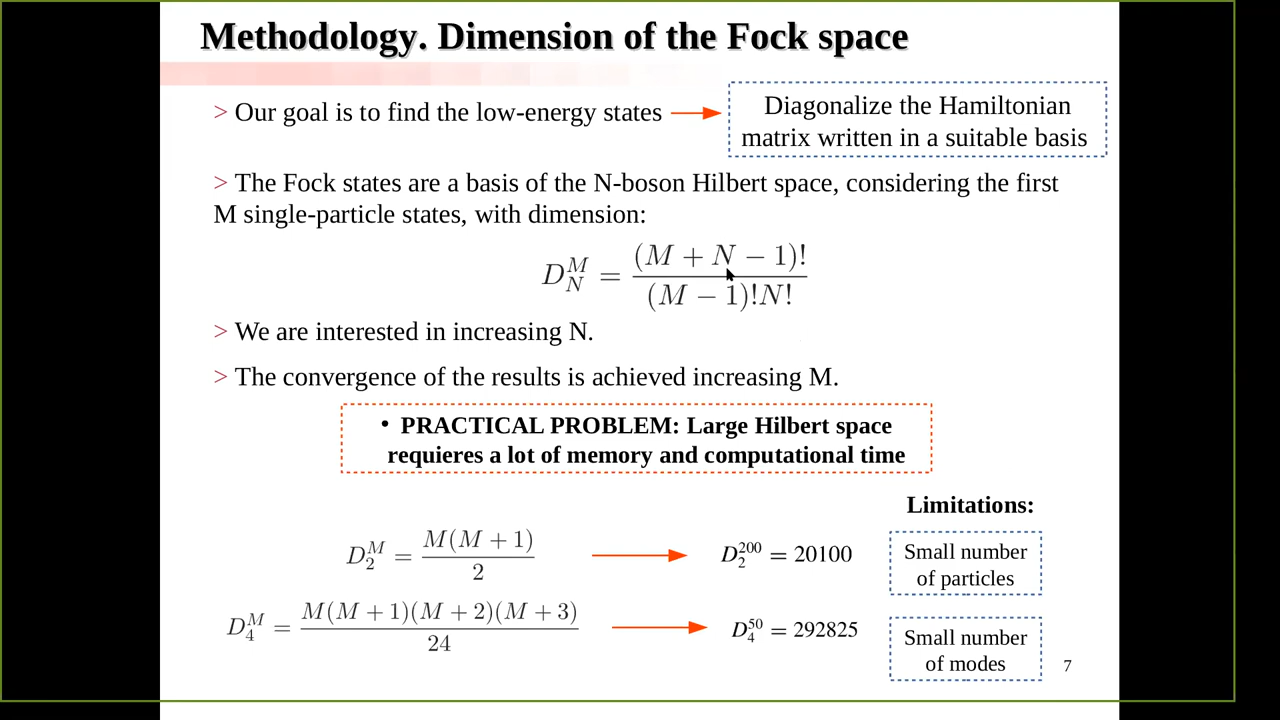 Methodology. Dimension of the Fock space
> Our goal is to find the low-energy states
Diagonalize the Hamiltonian
matrix written in a suitable basis
> The Fock states are a basis of the N-boson Hilbert space, considering the first
M single-particle states, with dimension:
D_N^M = (M + N − 1)! / (M − 1)!N!
> We are interested in increasing N.
> The convergence of the results is achieved increasing M.
• PRACTICAL PROBLEM: Large Hilbert space
requieres a lot of memory and computational time
Limitations:
D_2^M = M(M + 1) / 2
D_2^200 = 20100
Small number
of particles
D_4^M = M(M + 1)(M + 2)(M + 3) / 24
D_4^50 = 292825
Small number
of modes
7